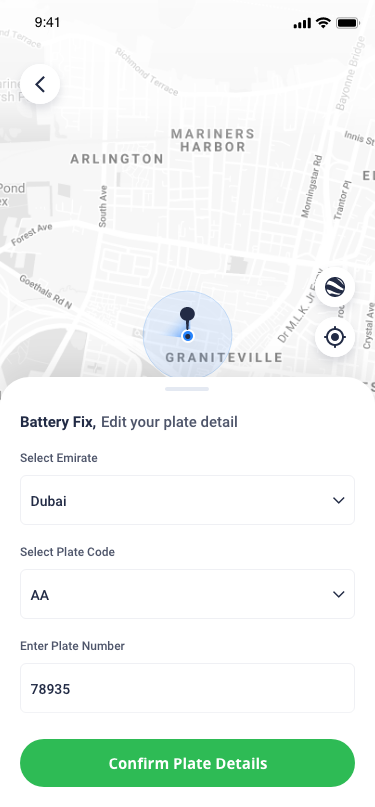 9:41
Richmond Terrace
Bayonne Bridge
MARINERS
HARBOR
Innis St
ARLINGTON
Pond
South Ave
Morningstar Rd
Trantor Pl
Forest Ave
Goethals Rd N
Dr M.L.K. Jr
Crystal Ave
GRANITEVILLE
Battery Fix, Edit your plate detail
Select Emirate
Dubai
Select Plate Code
AA
Enter Plate Number
78935
Confirm Plate Details